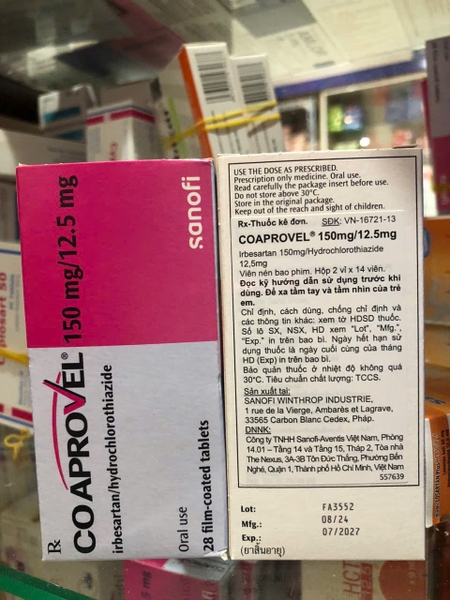 Rx
COAPROVEL® 150 mg/12.5 mg
irbesartan/hydrochlorothiazide
Oral use
28 film-coated tablets
sanofi
USE THE DOSE AS PRESCRIBED.
Prescription only medicine. Oral use.
Read carefully the package insert before use.
Do not store above 30°C.
Store in the original package.
Keep out of the reach and sight of children.
Rx-Thuốc kê đơn. SĐK: VN-16721-13
COAPROVEL® 150mg/12.5mg
Irbesartan 150mg/Hydrochlorothiazide
12,5mg
Viên nén bao phim. Hộp 2 vỉ x 14 viên.
Đọc kỹ hướng dẫn sử dụng trước khi
dùng. Để xa tầm tay và tầm nhìn của trẻ
em.
Chỉ định, cách dùng, chống chỉ định và
các thông tin khác: xem tờ HDSD thuốc.
Số lô SX, NSX, HD xem "Lot", "Mfg.",
"Exp." in trên bao bì. Ngày hết hạn sử
dụng thuốc là ngày cuối cùng của tháng
HD (Exp) in trên bao bì.
Bảo quản thuốc ở nhiệt độ không quá
30°C. Tiêu chuẩn chất lượng: TCCS.
Sản xuất tại:
SANOFI WINTHROP INDUSTRIE,
1 rue de la Vierge, Ambarès et Lagrave,
33565 Carbon Blanc Cedex, Pháp.
DNNK:
Công ty TNHH Sanofi-Aventis Việt Nam, Phòng
14.01 – Tầng 14 và Tầng 15, Tháp 2, Tòa nhà
The Nexus, 3A-3B Tôn Đức Thắng, Phường Bến
Nghé, Quận 1, Thành phố Hồ Chí Minh, Việt Nam
557639
Lot: FA3552
Mfg.: 08/24
Exp.: 07/2027
(ยาสิ้นอายุ)